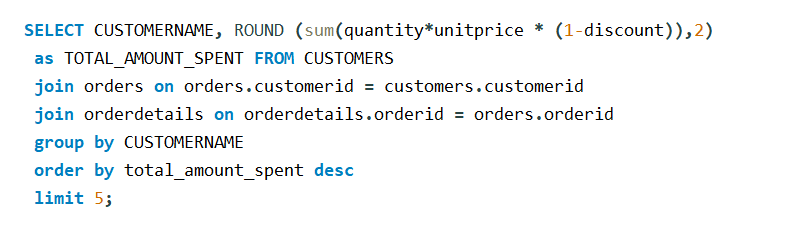 SELECT CUSTOMERNAME, ROUND (sum(quantity*unitprice * (1-discount)),2)
as TOTAL_AMOUNT_SPENT FROM CUSTOMERS
join orders on orders.customerid = customers.customerid
join orderdetails on orderdetails.orderid = orders.orderid
group by CUSTOMERNAME
order by total_amount_spent desc
limit 5;